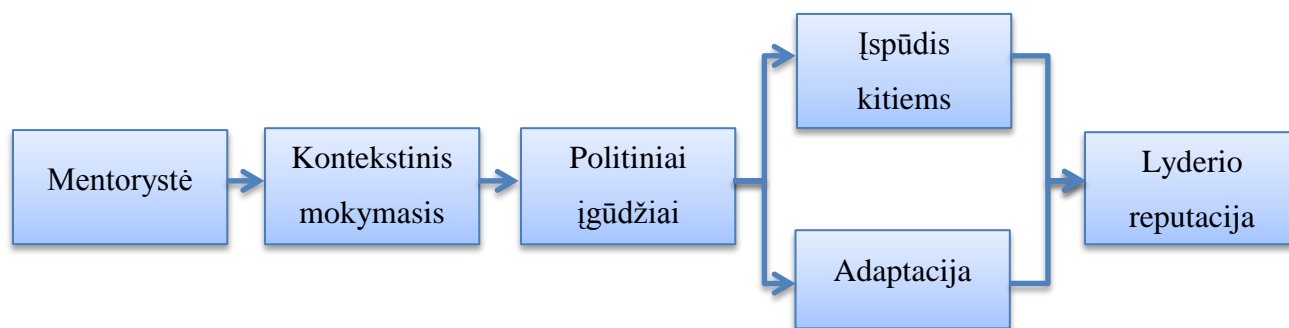 Mentorystė
Kontekstinis
mokymasis
Politiniai
įgūdžiai
Įspūdis
kitiems
Adaptacija
Lyderio
reputacija